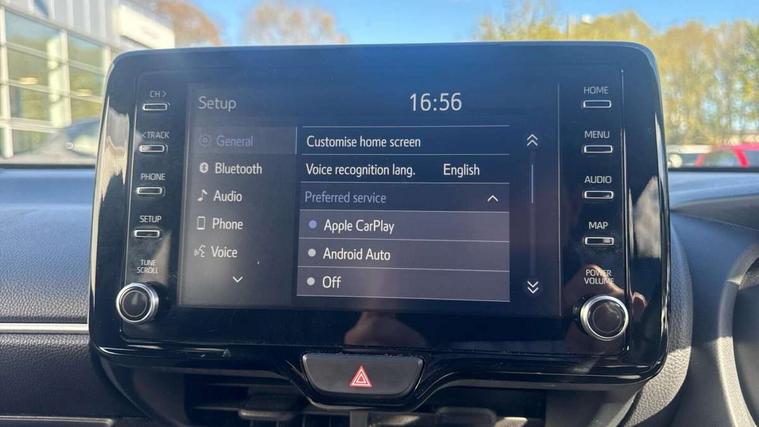 CH >
< TRACK
PHONE
SETUP
TUNE
SCROLL
Setup
16:56
General
Bluetooth
Audio
Phone
Voice
Customise home screen
Voice recognition lang. English
Preferred service
Apple CarPlay
Android Auto
Off
HOME
MENU
AUDIO
MAP
POWER
VOLUME